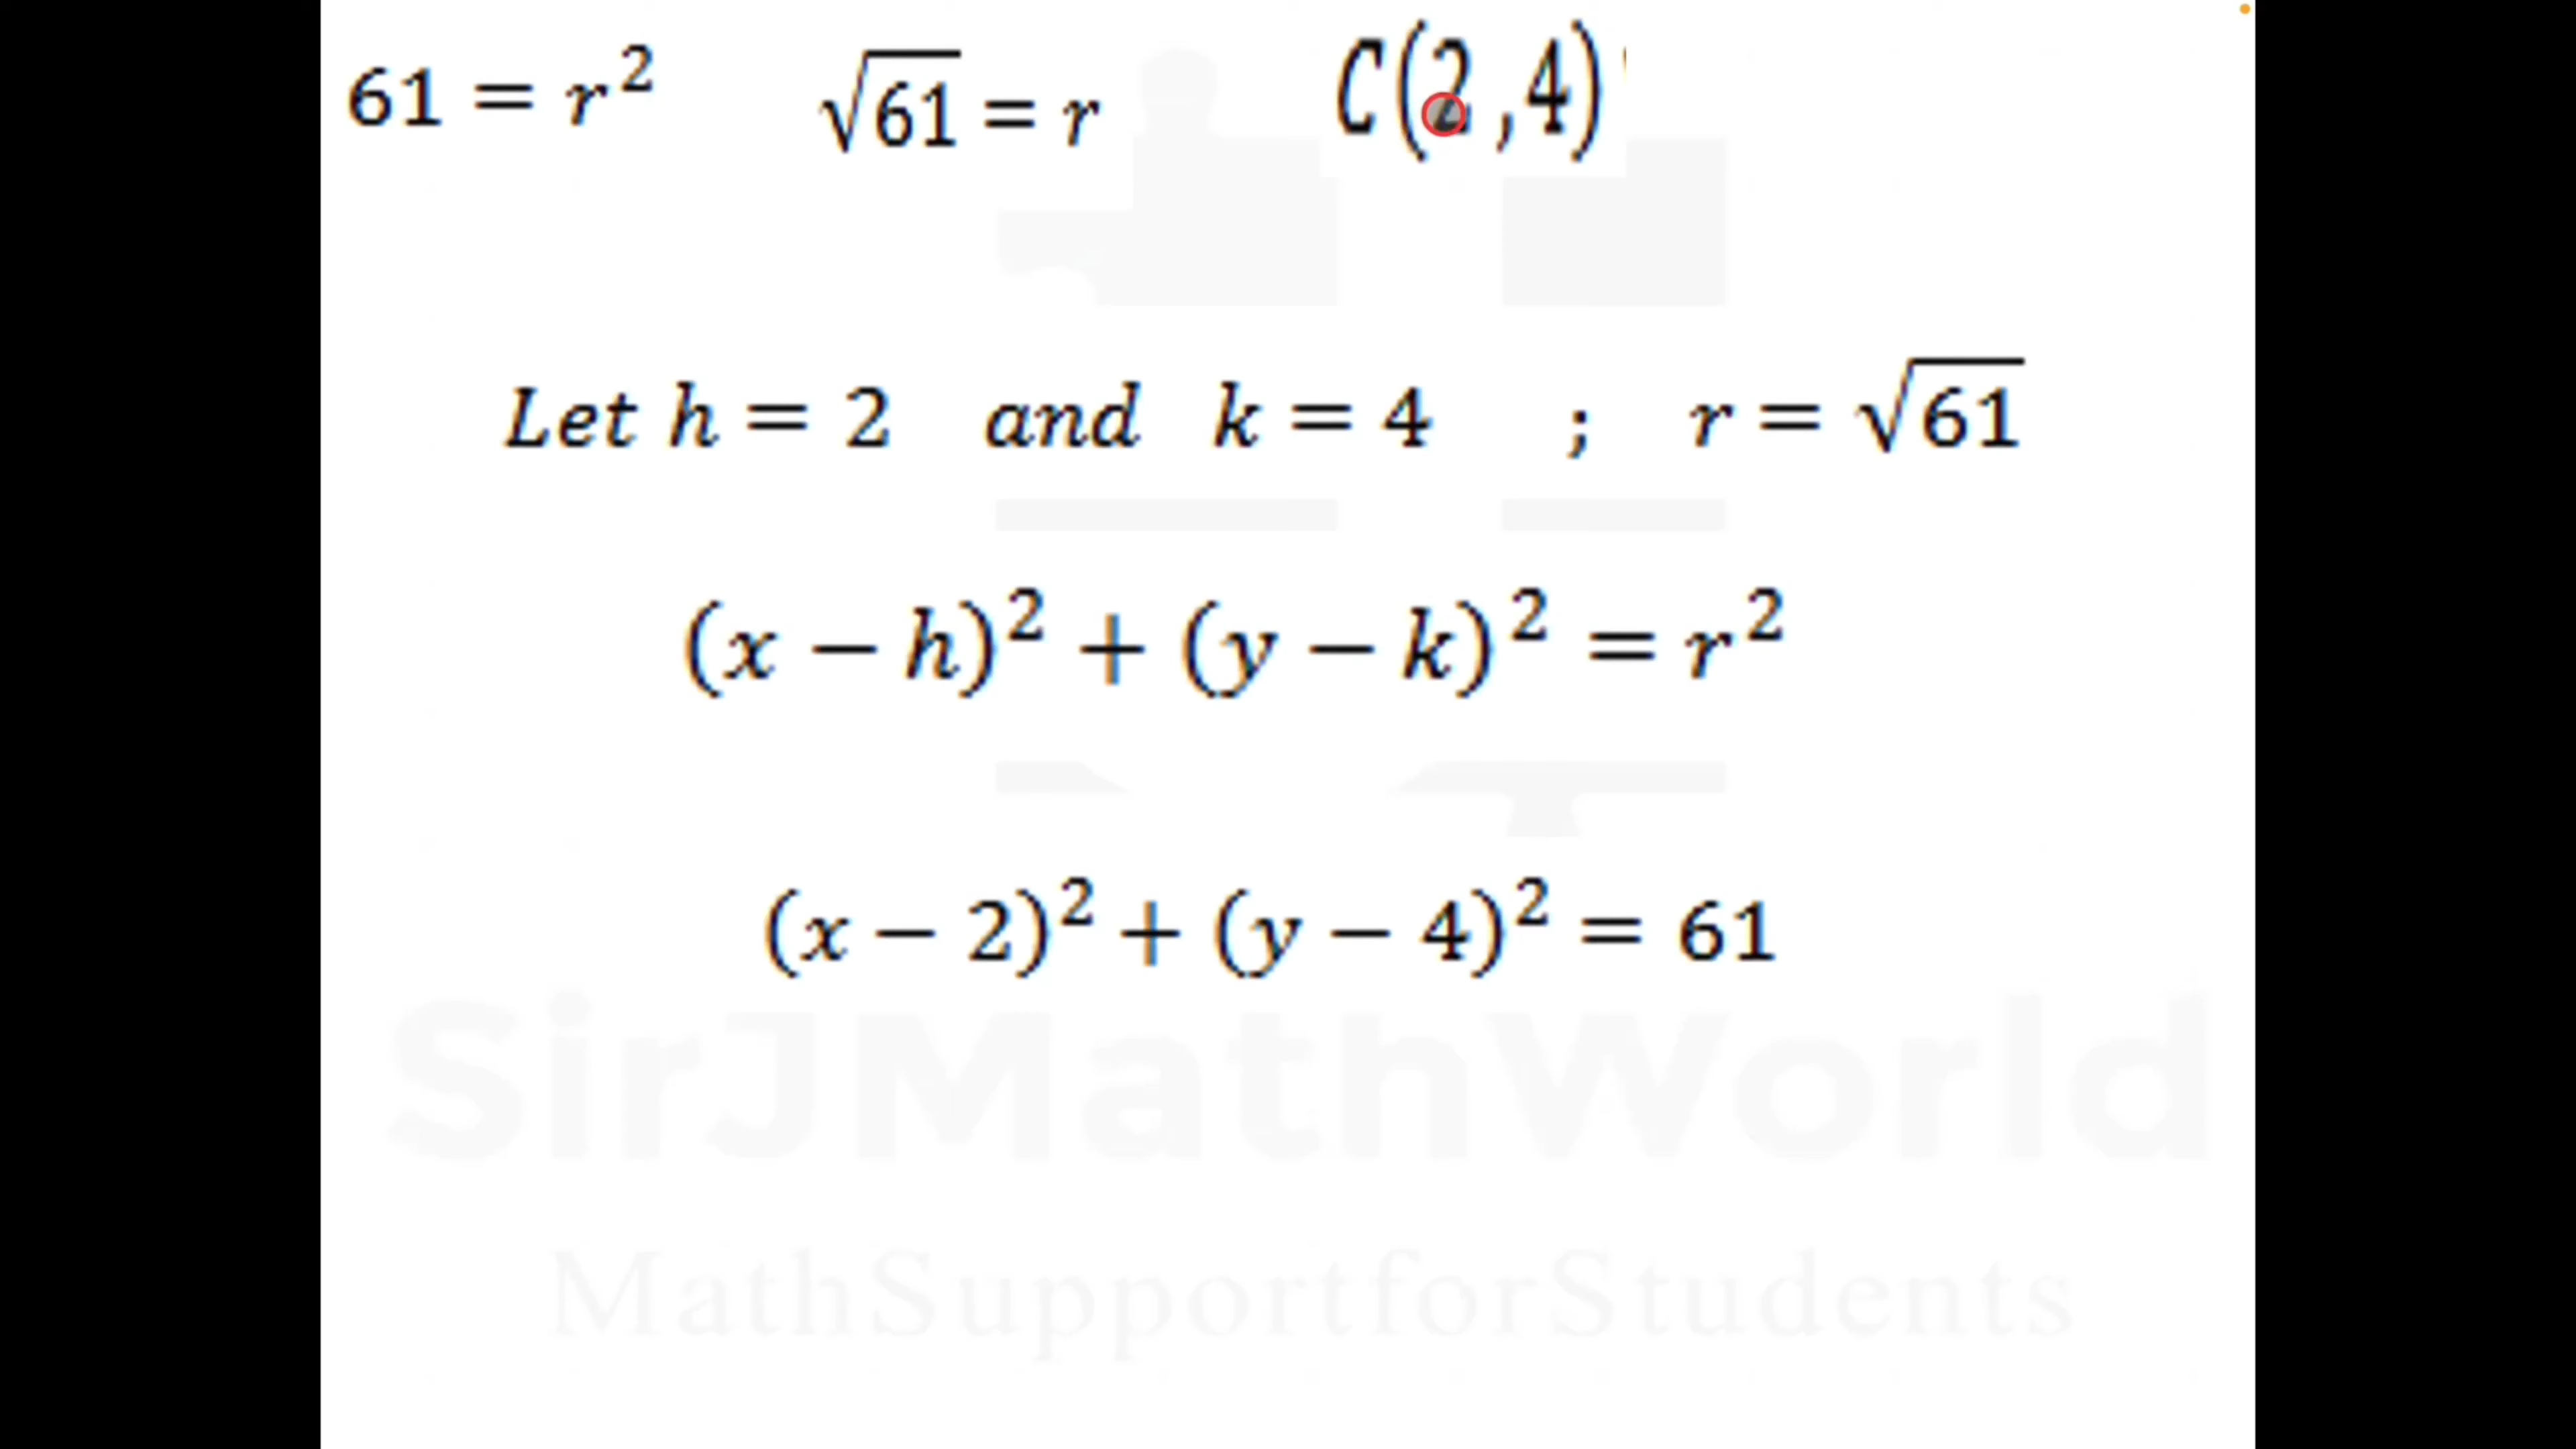 61 = r² √61 = r C(2,4)
Let h = 2 and k = 4 ; r = √61
(x − h)² + (y − k)² = r²
(x − 2)² + (y − 4)² = 61
SirJMathWorld
MathSupportforStudents